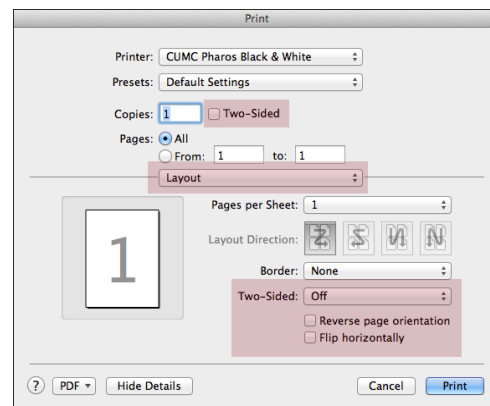 Print
Printer: CUMC Pharos Black & White
Presets: Default Settings
Copies: 1 Two-Sided
Pages: All
From: 1 to: 1
Layout
Pages per Sheet: 1
1
Layout Direction:
Border: None
Two-Sided: Off
Reverse page orientation
Flip horizontally
? PDF Hide Details Cancel Print